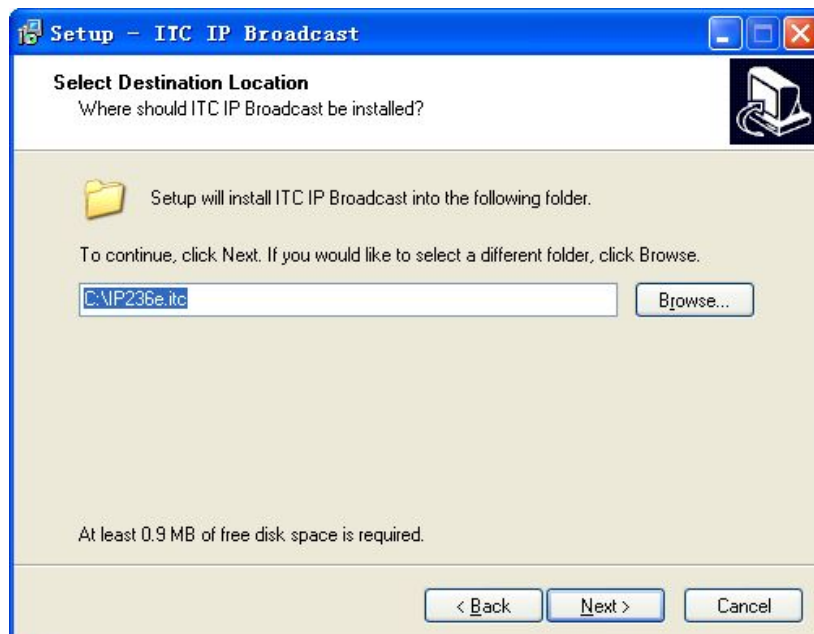 Setup - ITC IP Broadcast
Select Destination Location
Where should ITC IP Broadcast be installed?
Setup will install ITC IP Broadcast into the following folder.
To continue, click Next. If you would like to select a different folder, click Browse.
C:\IP236e.itc
Browse...
At least 0.9 MB of free disk space is required.
< Back Next > Cancel